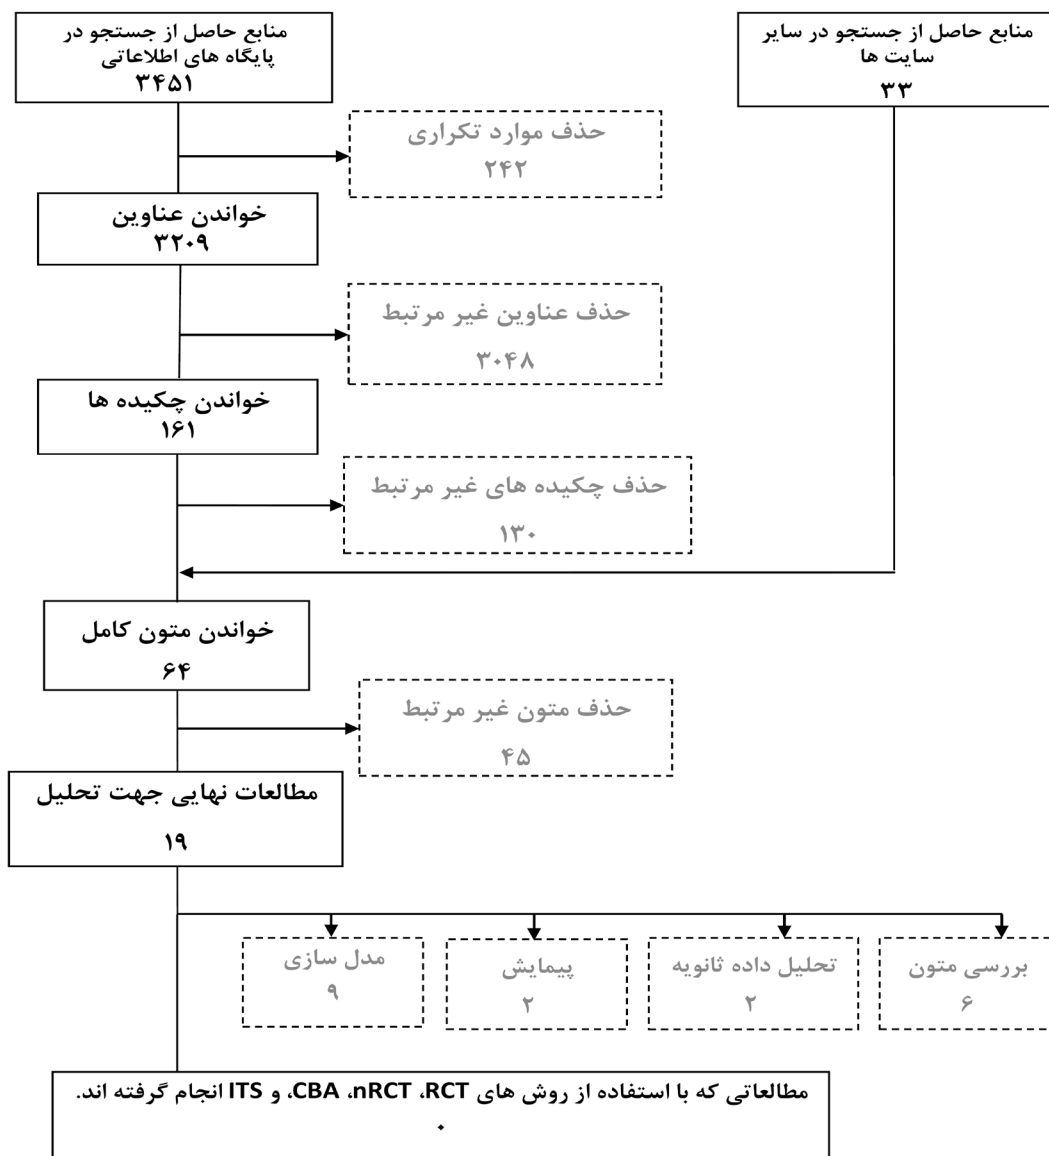 منابع حاصل از جستجو در
پایگاه های اطلاعاتی
۳۴۵۱
منابع حاصل از جستجو در سایر
سایت ها
۳۳
حذف موارد تکراری
۲۴۲
خواندن عناوین
۳۲۰۹
حذف عناوین غیر مرتبط
۳۰۴۸
خواندن چکیده ها
۱۶۱
حذف چکیده های غیر مرتبط
۱۳۰
خواندن متون کامل
۶۴
حذف متون غیر مرتبط
۴۵
مطالعات نهایی جهت تحلیل
۱۹
بررسی متون
۶
تحلیل داده ثانویه
۲
پیمایش
۲
مدل سازی
۹
مطالعاتی که با استفاده از روش های RCT، nRCT، CBA، و ITS انجام گرفته اند.
۰